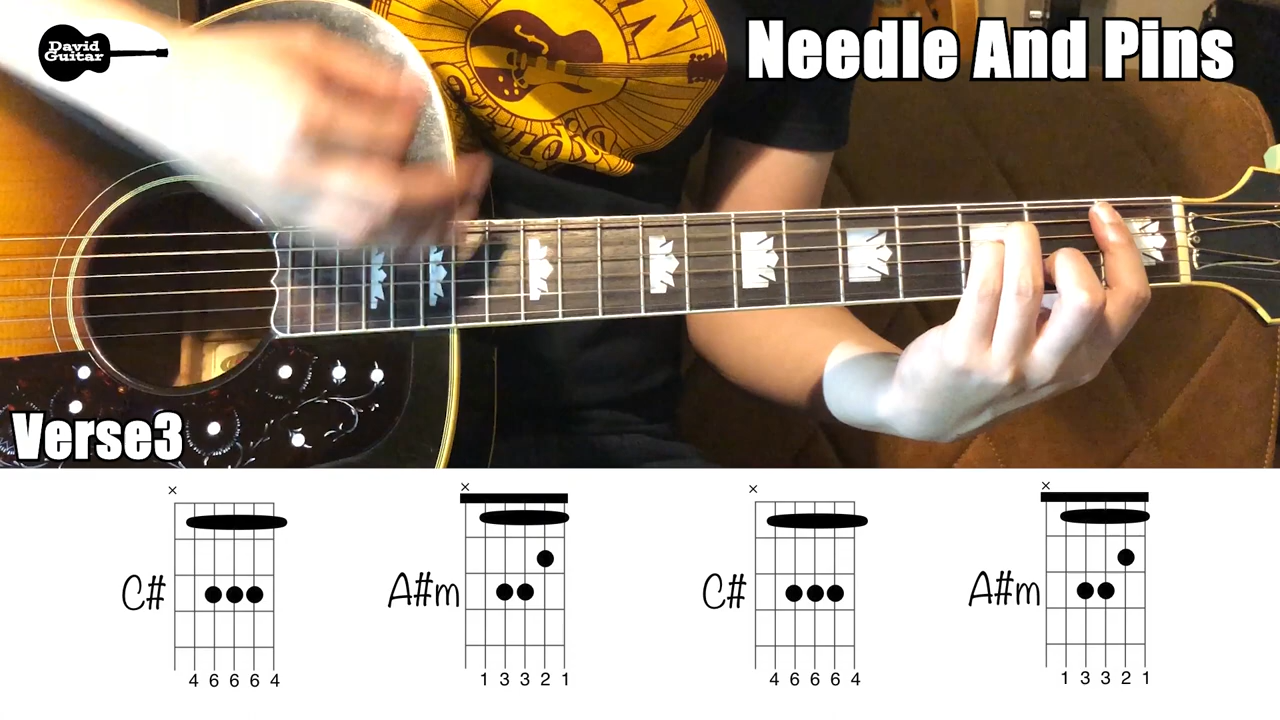 David
Guitar
Needle And Pins
Verse3
×
×
×
×
C#
A#m
C#
A#m
4 6 6 6 4
1 3 3 2 1
4 6 6 6 4
1 3 3 2 1